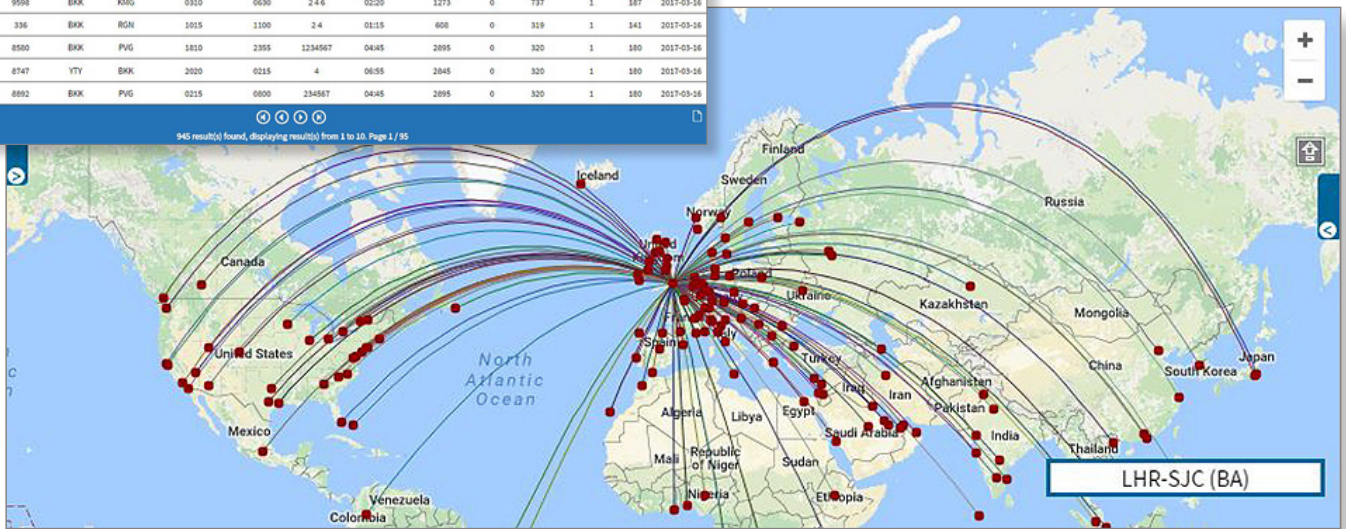 9598 BKK KMG 0310 0630 2 4 6 02:20 1273 0 737 1 187 2017-03-16
336 BKK RGN 1015 1100 2 4 01:15 608 0 319 1 141 2017-03-16
8580 BKK PVG 1810 2355 1234567 04:45 2895 0 320 1 180 2017-03-16
8747 YTY BKK 2020 0215 4 06:55 2845 0 320 1 180 2017-03-16
8892 BKK PVG 0215 0800 234567 04:45 2895 0 320 1 180 2017-03-16
945 result(s) found, displaying result(s) from 1 to 10. Page 1 / 95
+
−
>
<
Iceland
Finland
Sweden
Norway
Russia
United
Canada
Poland
Ukraine
Kazakhstan
Mongolia
Spain
United States
North
Atlantic
Ocean
Turkey
China
South Korea
Japan
Iraq
Iran
Afghanistan
Pakistan
Algeria
Libya
Egypt
Saudi Arabia
India
Mexico
Mali
Republic
of Niger
Sudan
Thailand
Nigeria
Ethiopia
Venezuela
Colombia
LHR-SJC (BA)